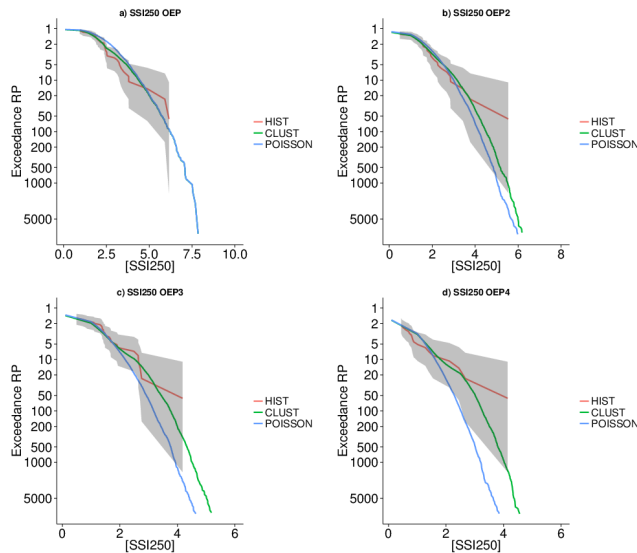 a) SSI250 OEP
Exceedance RP
1
2
5
10
20
50
100
200
500
1000
5000
0.0 2.5 5.0 7.5 10.0
[SSI250]
HIST
CLUST
POISSON
b) SSI250 OEP2
Exceedance RP
1
2
5
10
20
50
100
200
500
1000
5000
0 2 4 6 8
[SSI250]
HIST
CLUST
POISSON
c) SSI250 OEP3
Exceedance RP
1
2
5
10
20
50
100
200
500
1000
5000
0 2 4 6
[SSI250]
HIST
CLUST
POISSON
d) SSI250 OEP4
Exceedance RP
1
2
5
10
20
50
100
200
500
1000
5000
0 2 4 6
[SSI250]
HIST
CLUST
POISSON